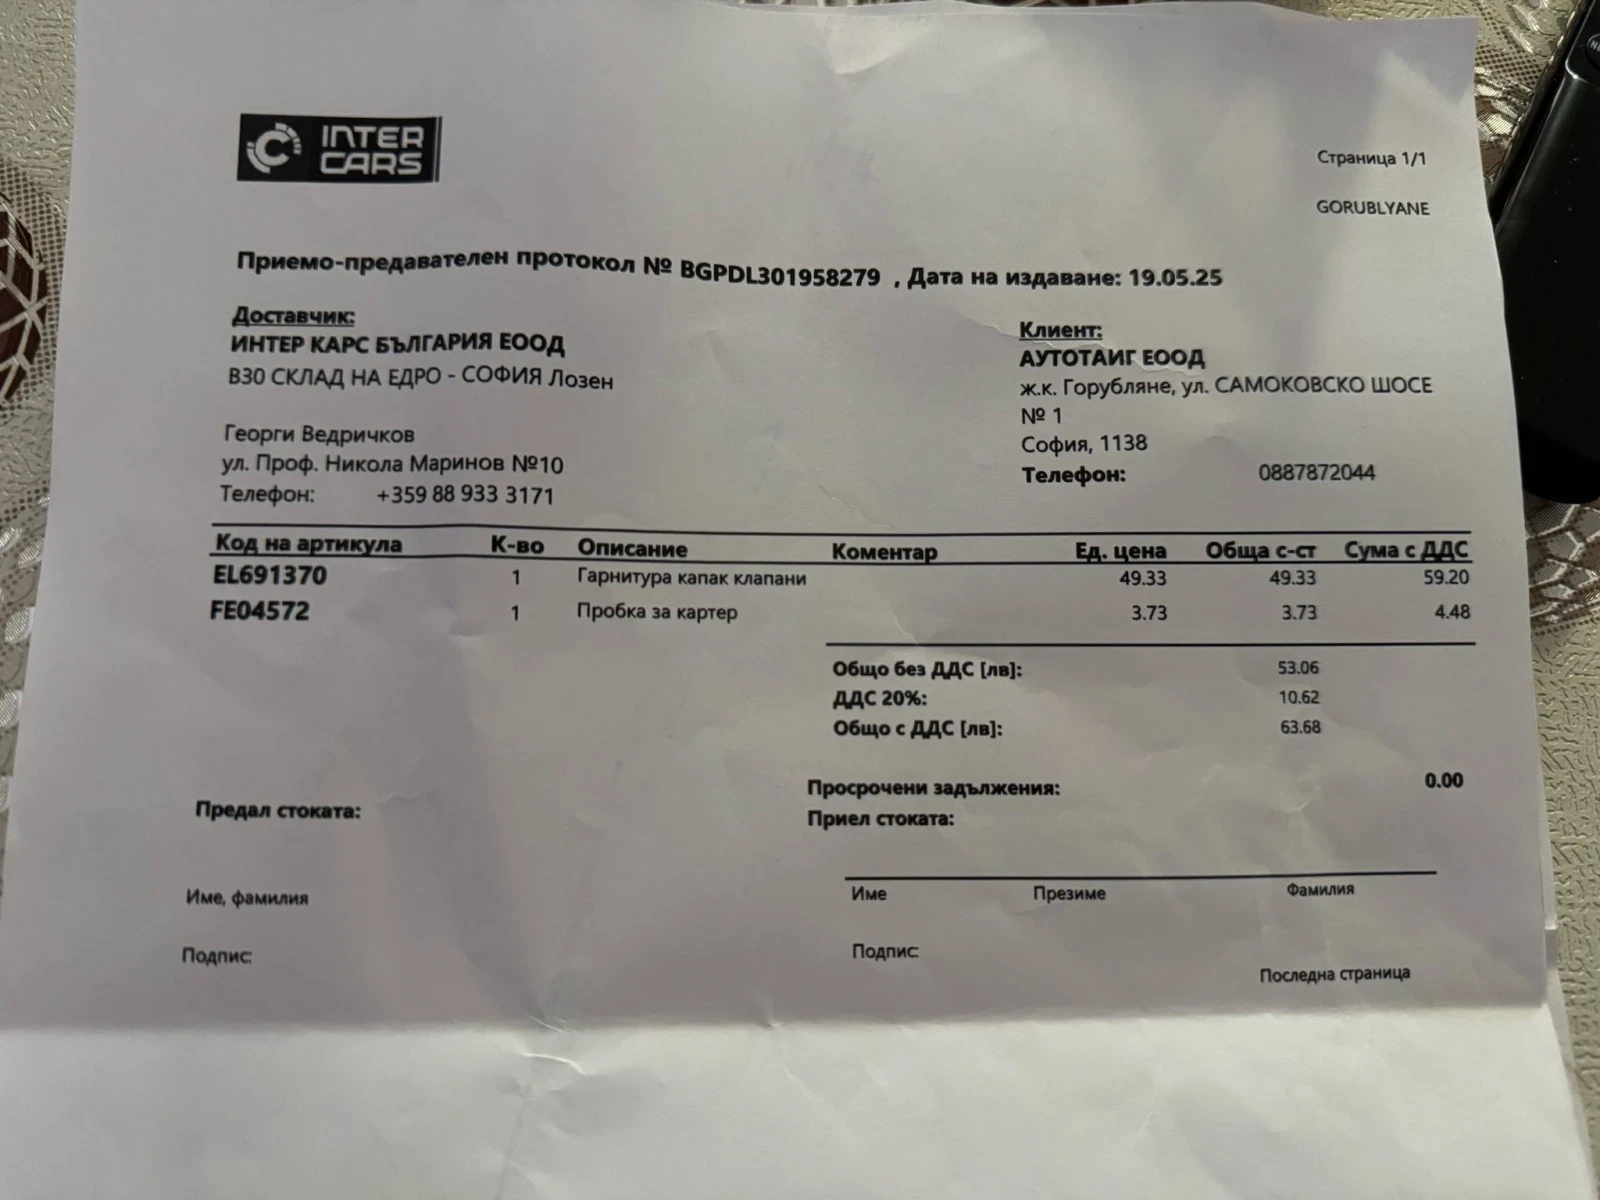 INTER
CARS
Страница 1/1
GORUBLYANE
Приемо-предавателен протокол № BGPDL301958279 , Дата на издаване: 19.05.25
Доставчик:
ИНТЕР КАРС БЪЛГАРИЯ ЕООД
B30 СКЛАД НА ЕДРО - СОФИЯ Лозен
Георги Ведричков
ул. Проф. Никола Маринов №10
Телефон: +359 88 933 3171
Клиент:
АУТОТАИГ ЕООД
ж.к. Горубляне, ул. САМОКОВСКО ШОСЕ
№ 1
София, 1138
Телефон: 0887872044
Код на артикула К-во Описание Коментар Ед. цена Обща с-ст Сума с ДДС
EL691370 1 Гарнитура капак клапани 49.33 49.33 59.20
FE04572 1 Пробка за картер 3.73 3.73 4.48
Общо без ДДС [лв]: 53.06
ДДС 20%: 10.62
Общо с ДДС [лв]: 63.68
Просрочени задължения: 0.00
Предал стоката:
Приел стоката:
Име, фамилия
Име Презиме Фамилия
Подпис:
Подпис:
Последна страница